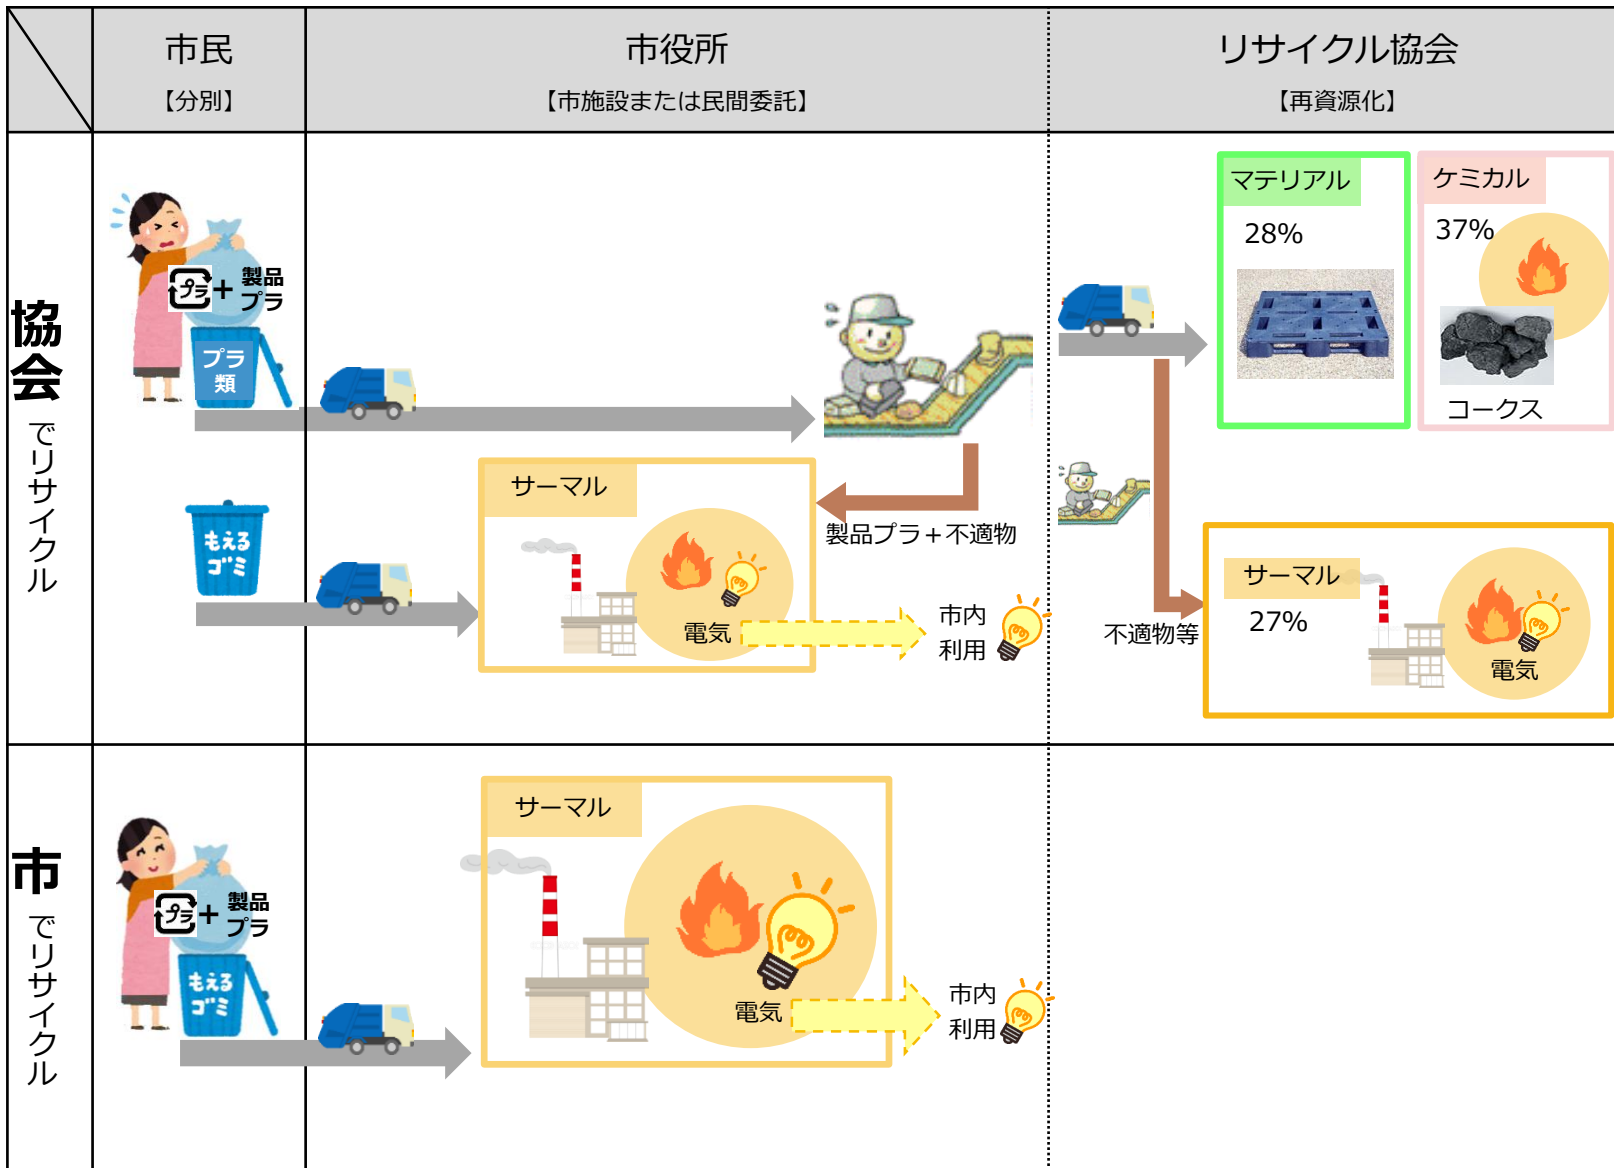 市民
【分別】
市役所
【市施設または民間委託】
リサイクル協会
【再資源化】
協会でリサイクル
プラ
+
製品
プラ
プラ
類
もえる
ゴミ
サーマル
電気
製品プラ+不適物
市内
利用
マテリアル
28%
ケミカル
37%
コークス
不適物等
サーマル
27%
電気
市でリサイクル
プラ
+
製品
プラ
もえる
ゴミ
サーマル
電気
市内
利用